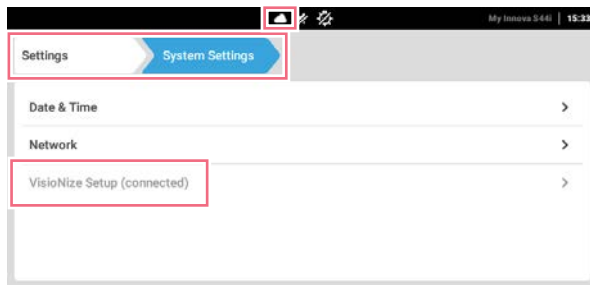 My Innova S44i | 15:33
Settings System Settings
Date & Time
Network
VisioNize Setup (connected)